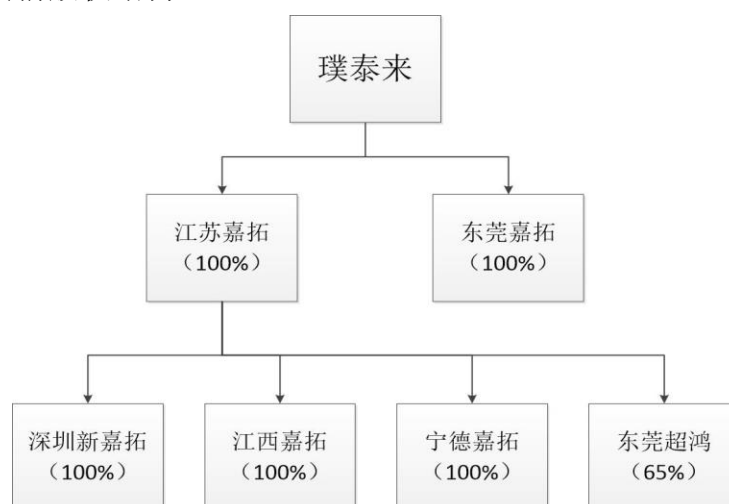 璞泰来
江苏嘉拓
（100%）
东莞嘉拓
（100%）
深圳新嘉拓
（100%）
江西嘉拓
（100%）
宁德嘉拓
（100%）
东莞超鸿
（65%）